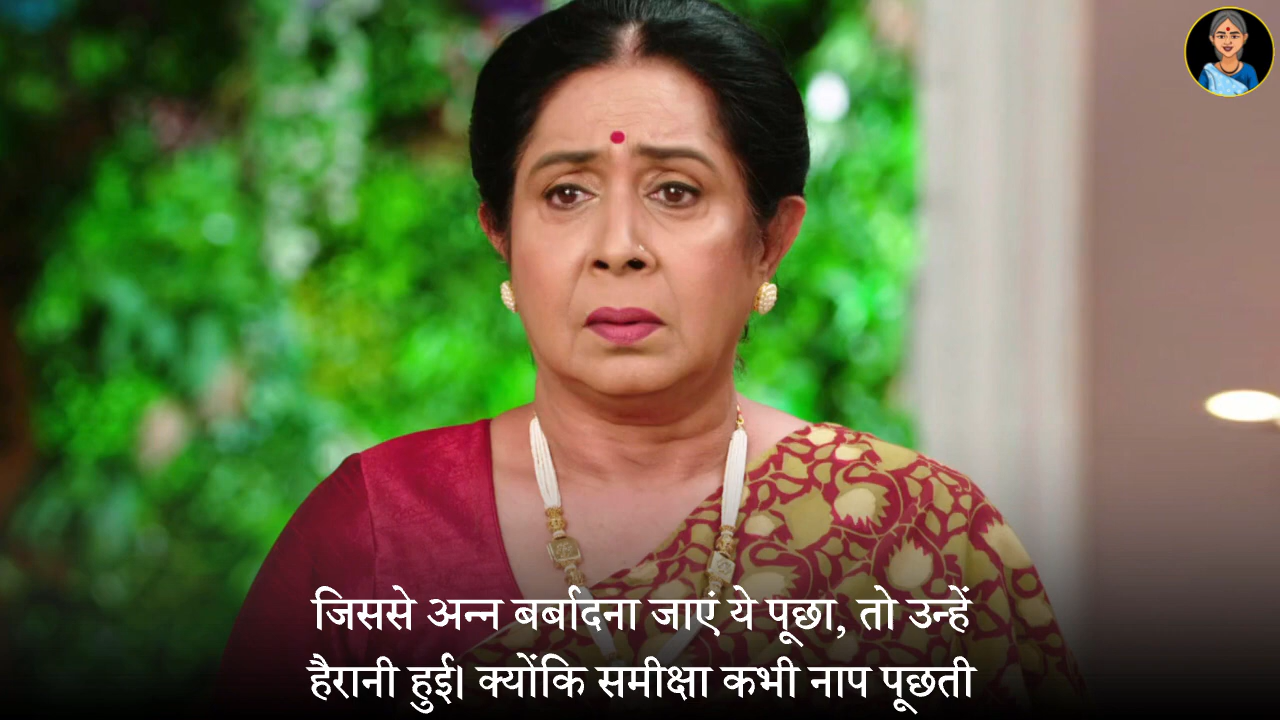 जिससे अन्न बर्बादना जाएं ये पूछा, तो उन्हें
हैरानी हुई। क्योंकि समीक्षा कभी नाप पूछती